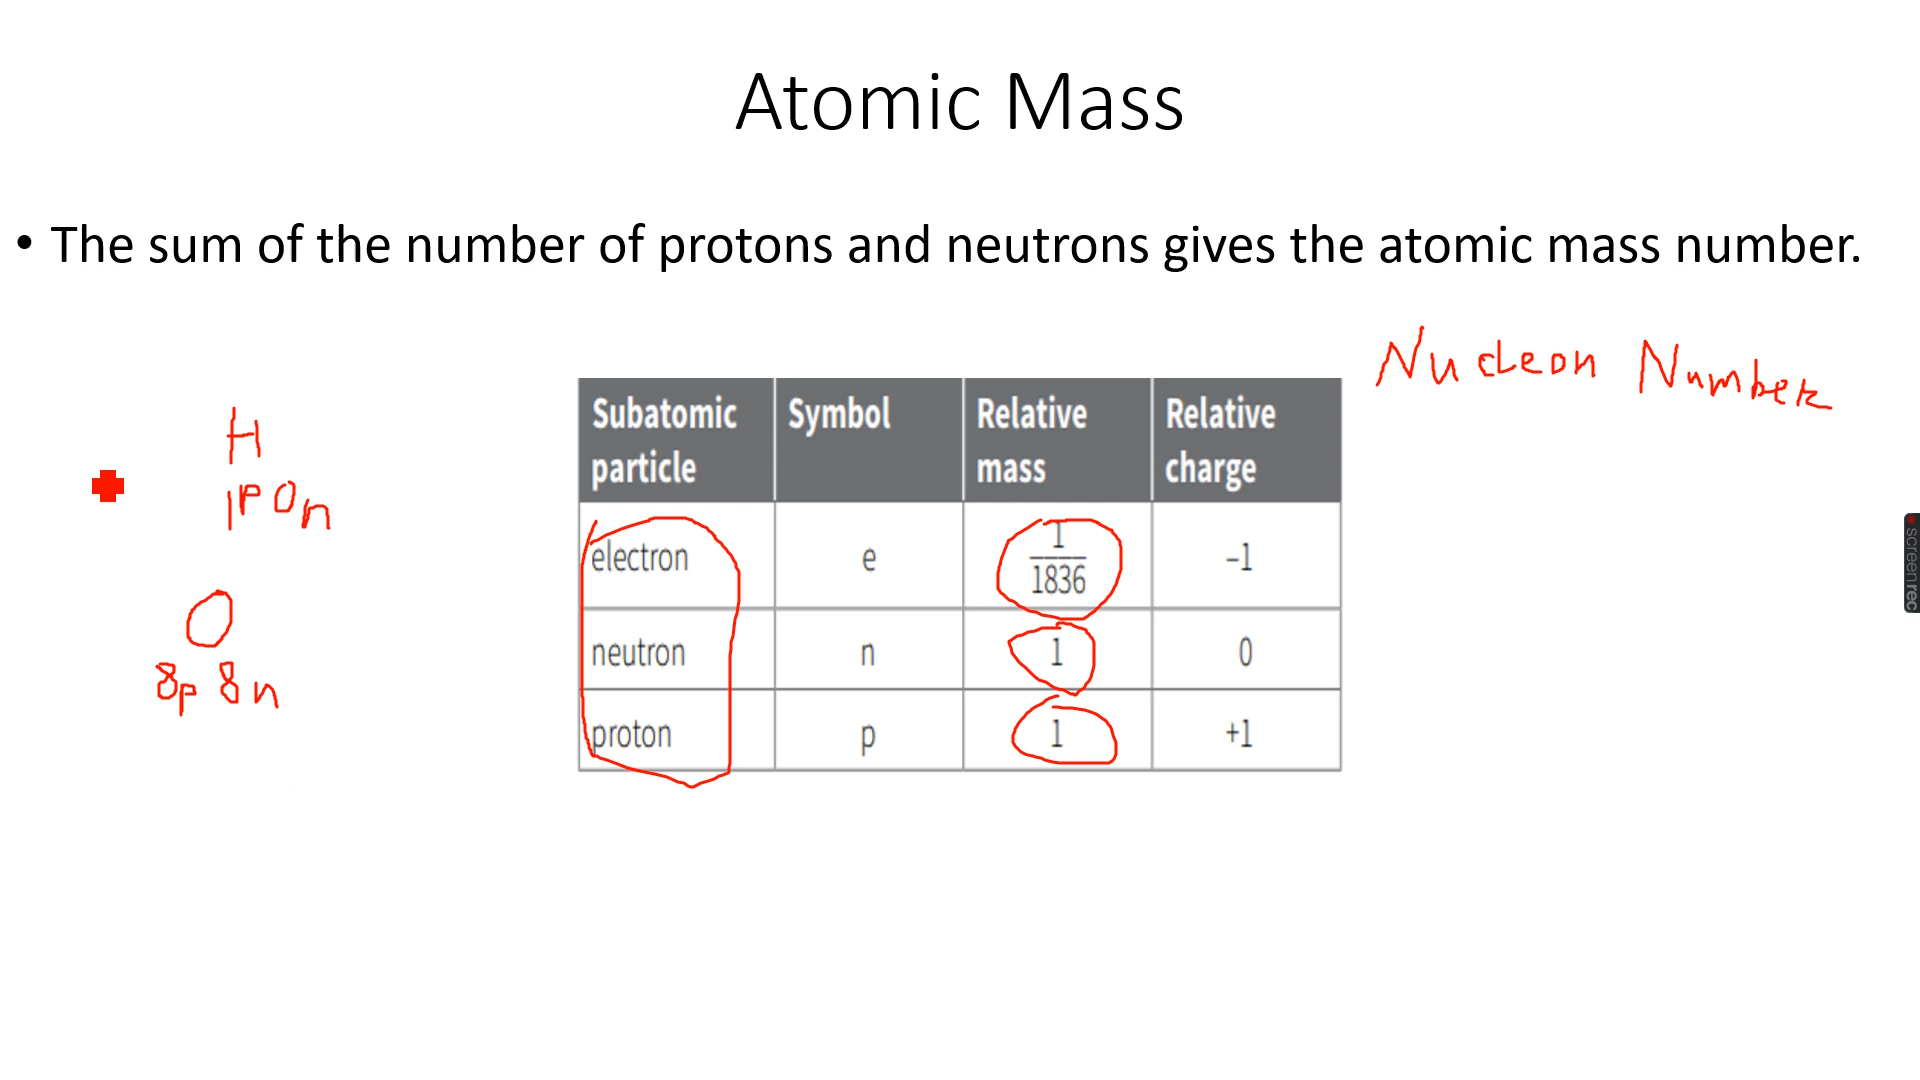 Atomic Mass
• The sum of the number of protons and neutrons gives the atomic mass number.
Nucleon Number
H
1P 0n
O
8p 8n
Subatomic particle Symbol Relative mass Relative charge
electron e 1/1836 –1
neutron n 1 0
proton p 1 +1
screenrec